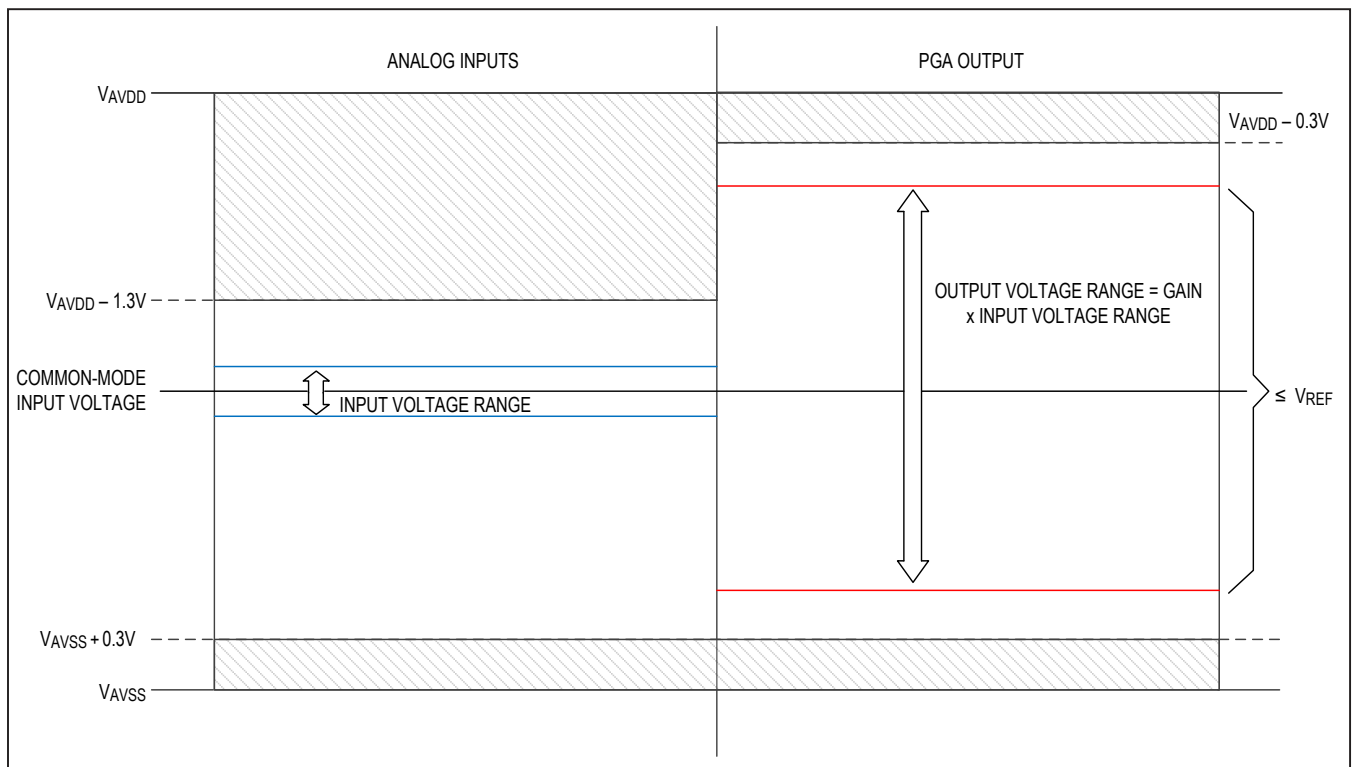 ANALOG INPUTS
PGA OUTPUT
VAVDD
VAVDD – 0.3V
VAVDD – 1.3V
OUTPUT VOLTAGE RANGE = GAIN
x INPUT VOLTAGE RANGE
COMMON-MODE
INPUT VOLTAGE
INPUT VOLTAGE RANGE
≤ VREF
VAVSS + 0.3V
VAVSS